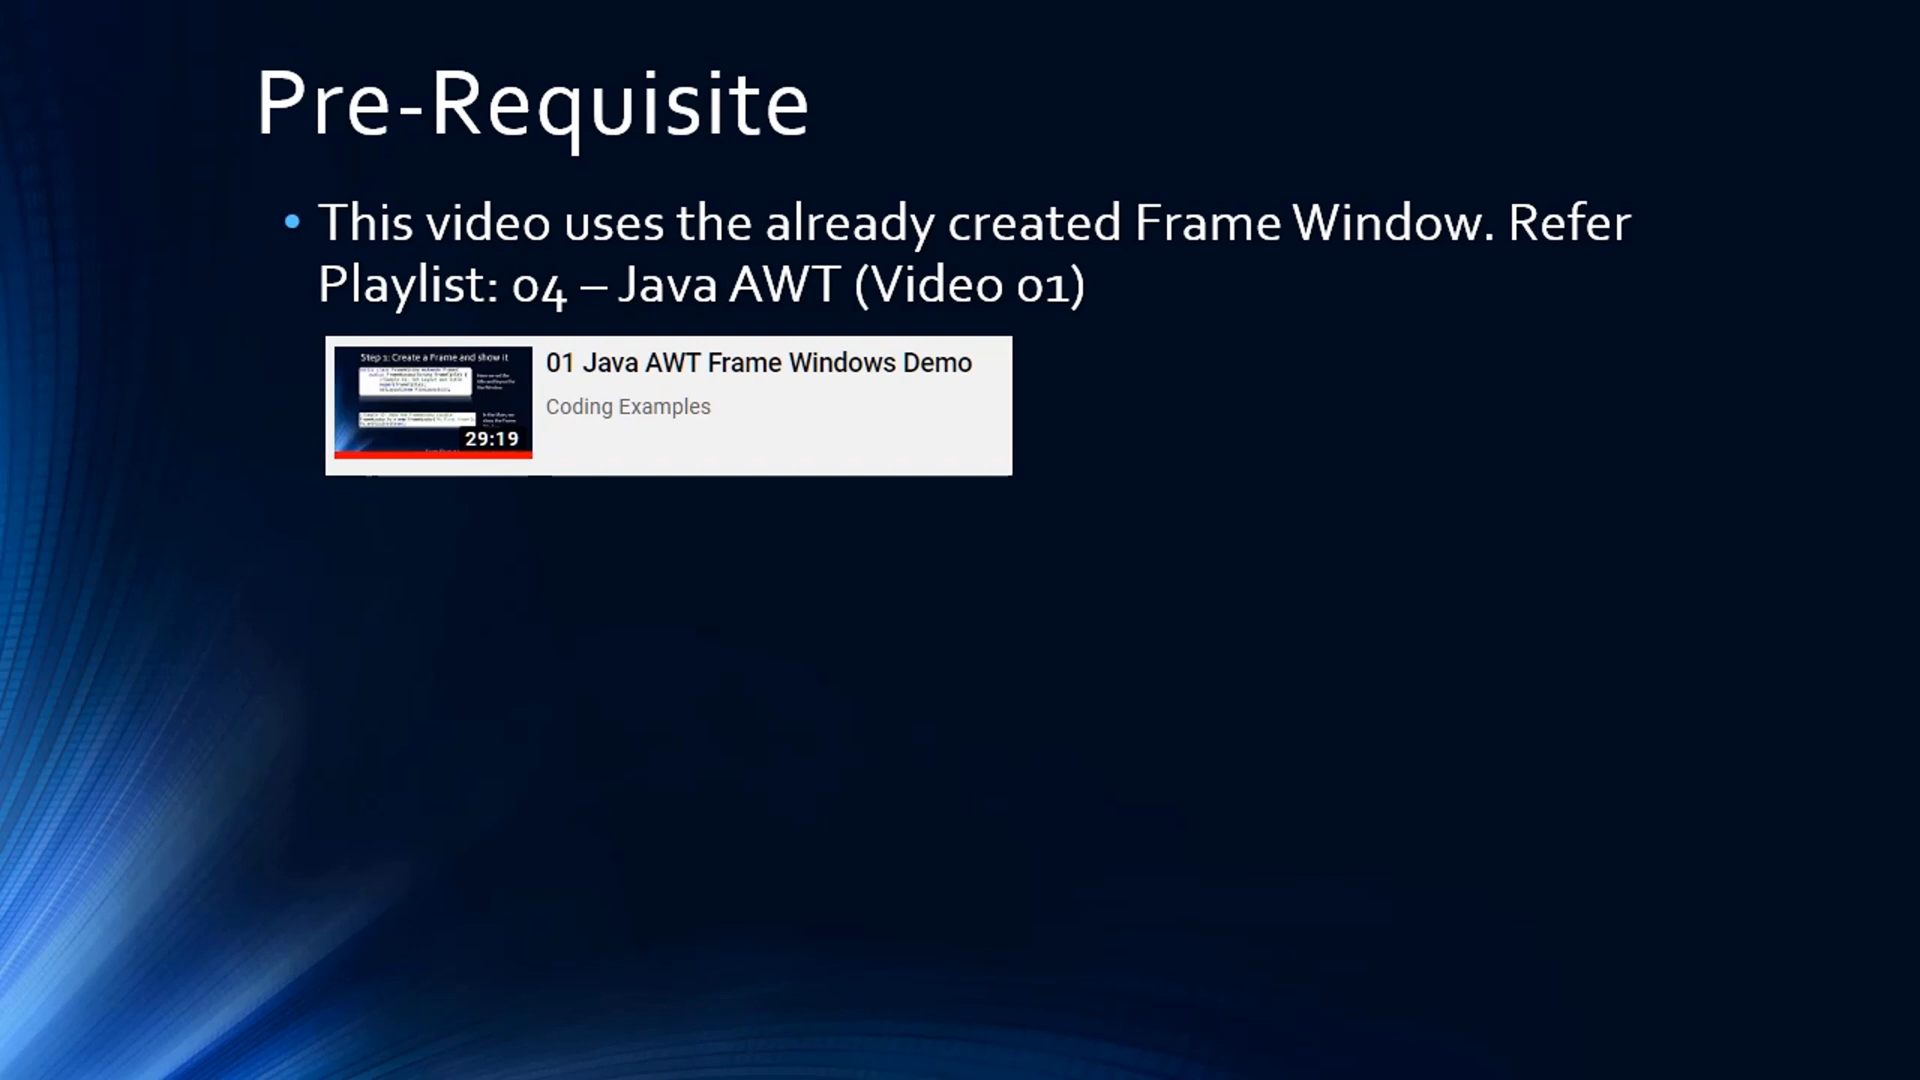 Pre-Requisite
• This video uses the already created Frame Window. Refer
Playlist: 04 – Java AWT (Video 01)
Step 1: Create a Frame and show it
29:19
01 Java AWT Frame Windows Demo
Coding Examples